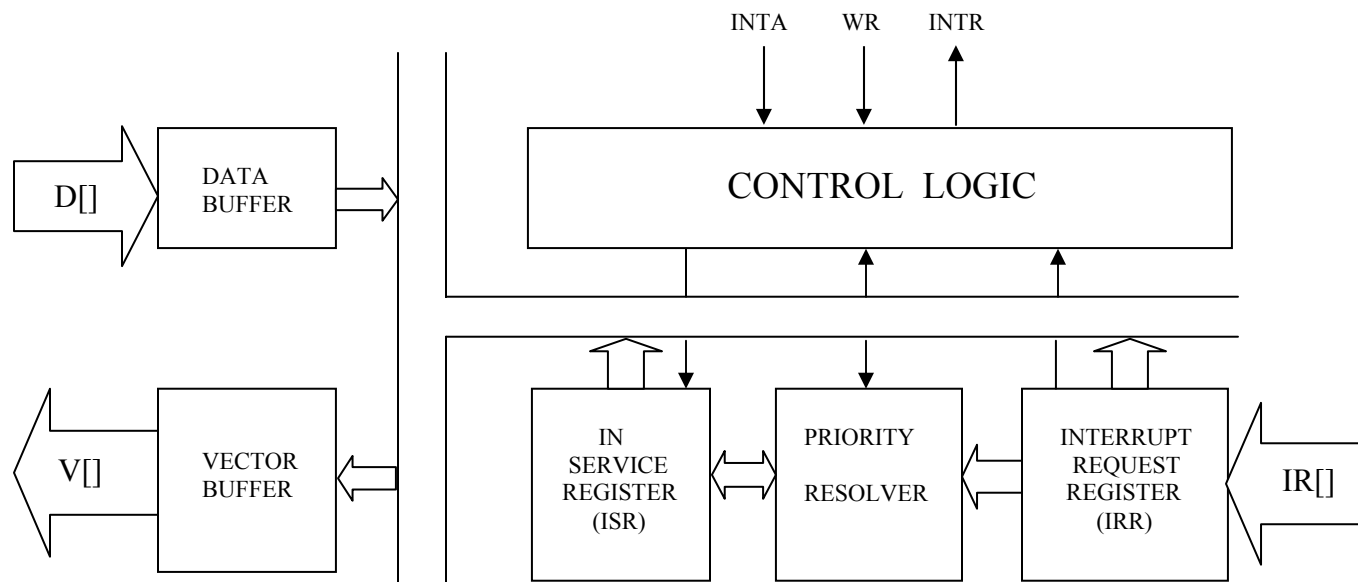 INTA WR INTR
D[]
DATA
BUFFER
CONTROL LOGIC
V[]
VECTOR
BUFFER
IN
SERVICE
REGISTER
(ISR)
PRIORITY
RESOLVER
INTERRUPT
REQUEST
REGISTER
(IRR)
IR[]